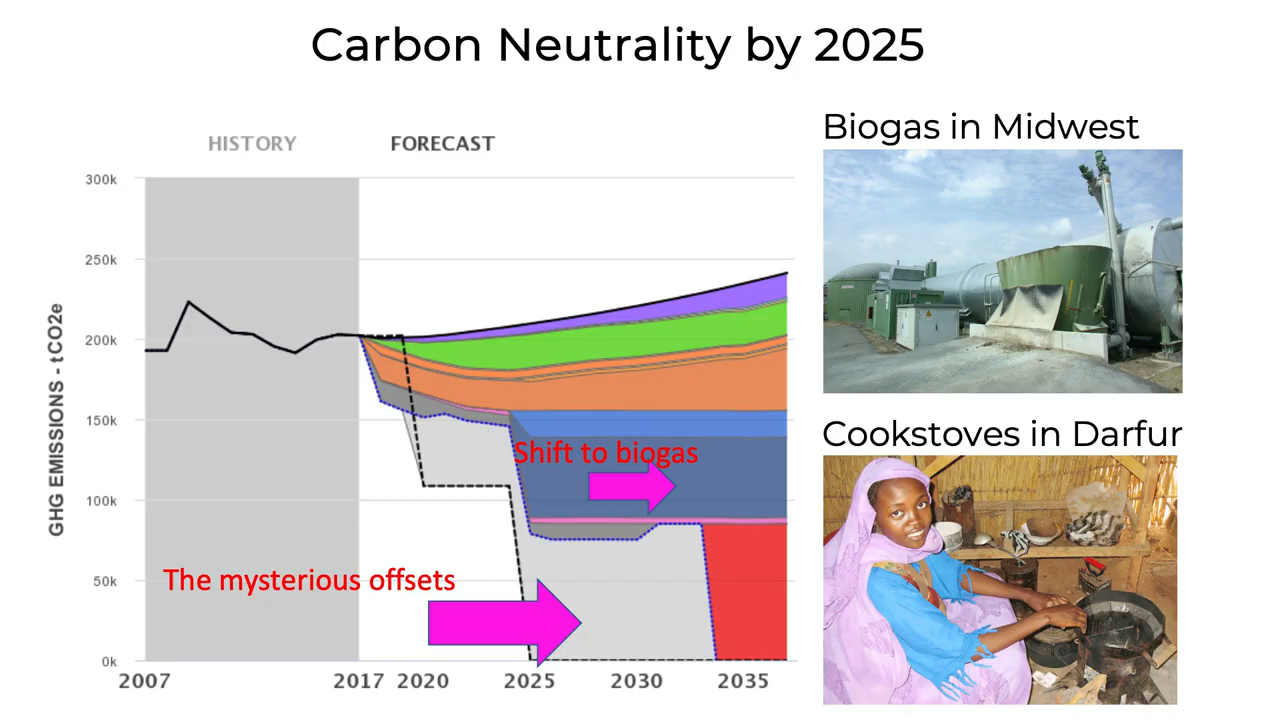 Carbon Neutrality by 2025
HISTORY
FORECAST
300k
250k
200k
150k
100k
50k
0k
GHG EMISSIONS - tCO2e
2007
2017
2020
2025
2030
2035
Shift to biogas
The mysterious offsets
Biogas in Midwest
Cookstoves in Darfur